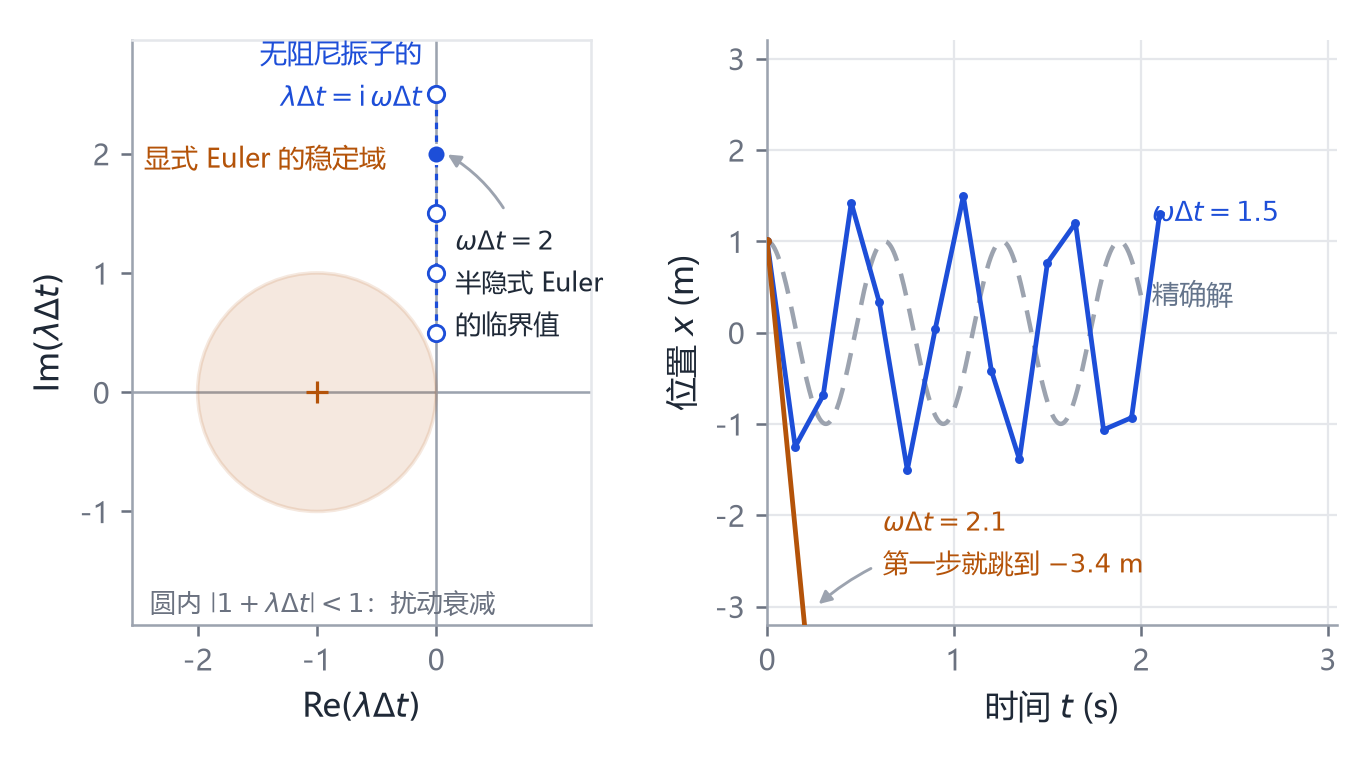 无阻尼振子的
λΔt = i ωΔt
2
显式 Euler 的稳定域
ωΔt = 2
半隐式 Euler
的临界值
1
0
-1
Im(λΔt)
圆内 |1 + λΔt| < 1：扰动衰减
-2
-1
0
Re(λΔt)
3
2
1
0
-1
-2
-3
位置 x (m)
ωΔt = 1.5
精确解
ωΔt = 2.1
第一步就跳到 −3.4 m
0
1
2
3
时间 t (s)